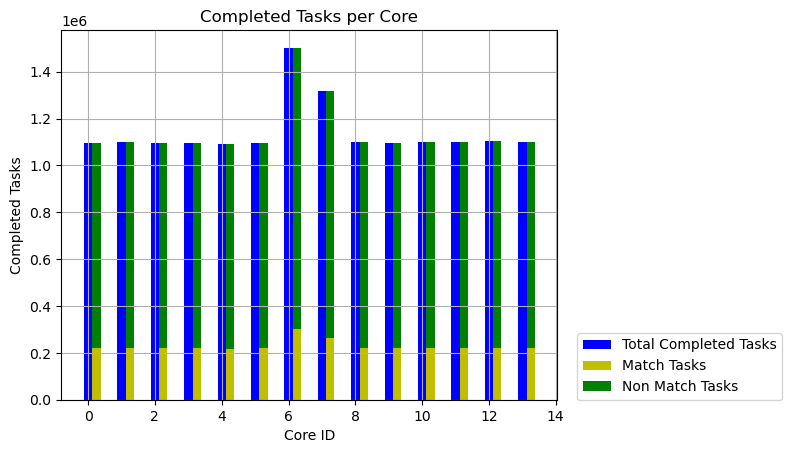 Completed Tasks per Core
1e6
Completed Tasks
1.4
1.2
1.0
0.8
0.6
0.4
0.2
0.0
0 2 4 6 8 10 12 14
Core ID
Total Completed Tasks
Match Tasks
Non Match Tasks